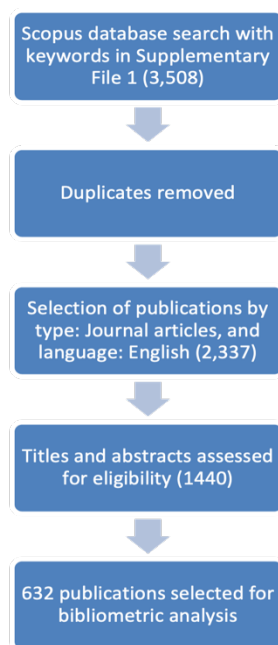 Scopus database search with
keywords in Supplementary
File 1 (3,508)
Duplicates removed
Selection of publications by
type: Journal articles, and
language: English (2,337)
Titles and abstracts assessed
for eligibility (1440)
632 publications selected for
bibliometric analysis